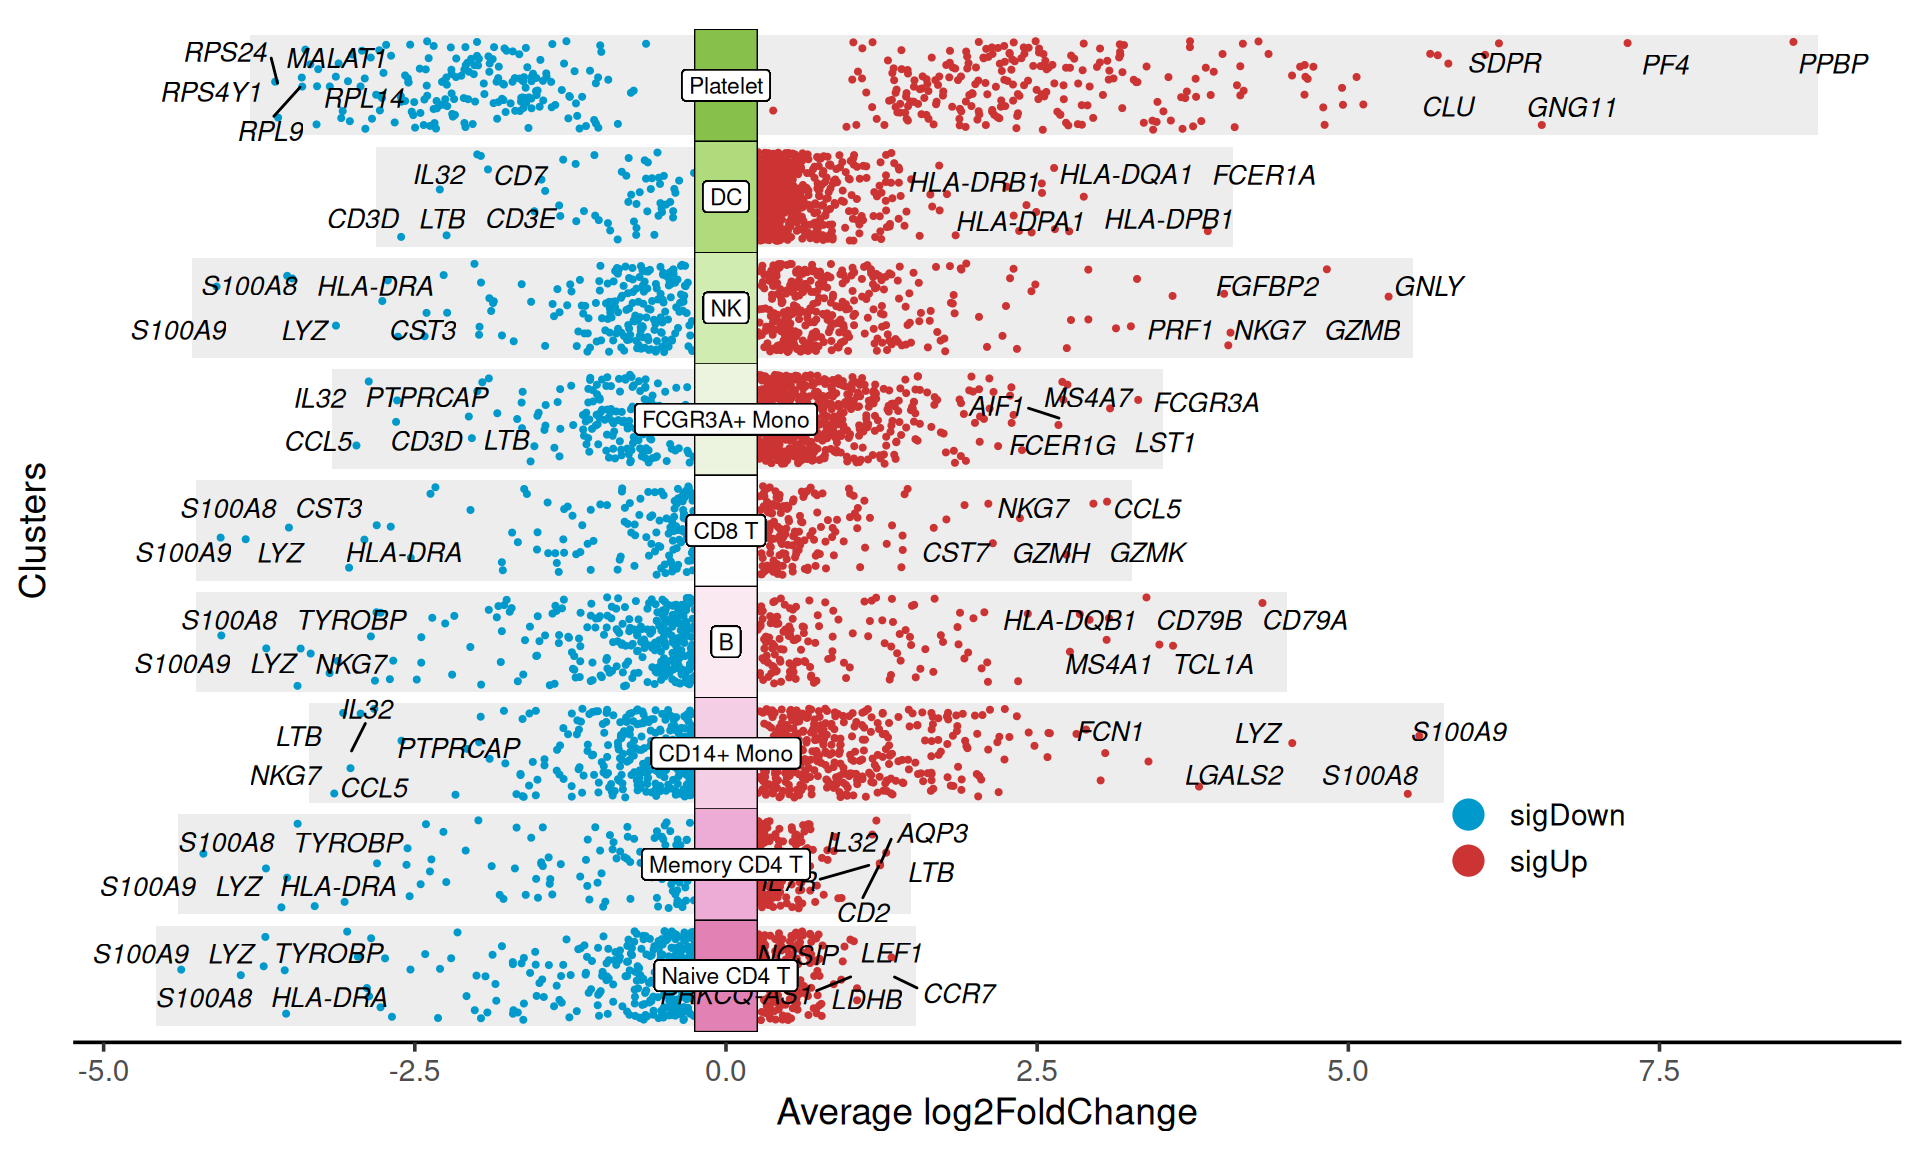 RPS24 MALAT1 SDPR PF4 PPBP
Platelet
RPS4Y1 RPL14 CLU GNG11
RPL9
IL32 CD7 HLA-DRB1 HLA-DQA1 FCER1A
DC
CD3D LTB CD3E HLA-DPA1 HLA-DPB1
S100A8 HLA-DRA FGFBP2 GNLY
NK
S100A9 LYZ CST3 PRF1 NKG7 GZMB
IL32 PTPRCAP AIF1 MS4A7 FCGR3A
FCGR3A+ Mono
CCL5 CD3D LTB FCER1G LST1
S100A8 CST3 NKG7 CCL5
CD8 T
S100A9 LYZ HLA-DRA CST7 GZMH GZMK
S100A8 TYROBP HLA-DQB1 CD79B CD79A
B
S100A9 LYZ NKG7 MS4A1 TCL1A
IL32
LTB PTPRCAP FCN1 LYZ S100A9
CD14+ Mono
NKG7 CCL5 LGALS2 S100A8
S100A8 TYROBP IL32 AQP3
Memory CD4 T
S100A9 LYZ HLA-DRA LTB
CD2
S100A9 LYZ TYROBP NOSIP LEF1
Naive CD4 T
S100A8 HLA-DRA PRKCQ-AS1 LDHB CCR7
Clusters
sigDown
sigUp
-5.0 -2.5 0.0 2.5 5.0 7.5
Average log2FoldChange